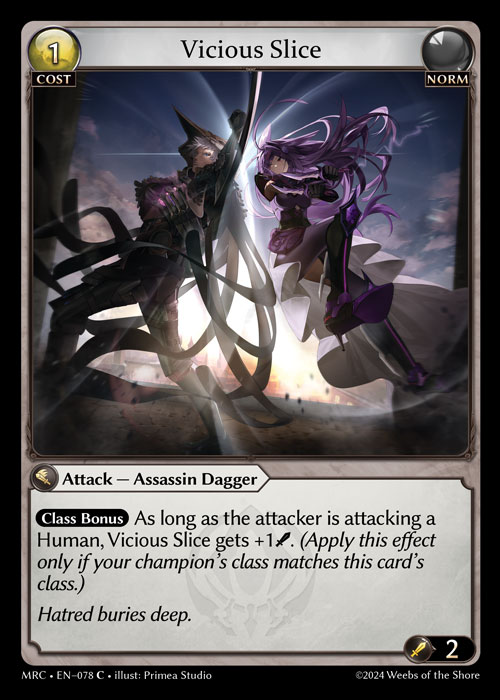 1
Vicious Slice
COST
NORM
Attack — Assassin Dagger
Class Bonus As long as the attacker is attacking a
Human, Vicious Slice gets +1. (Apply this effect
only if your champion's class matches this card's
class.)
Hatred buries deep.
2
MRC • EN–078 C • illust: Primea Studio
©2024 Weebs of the Shore